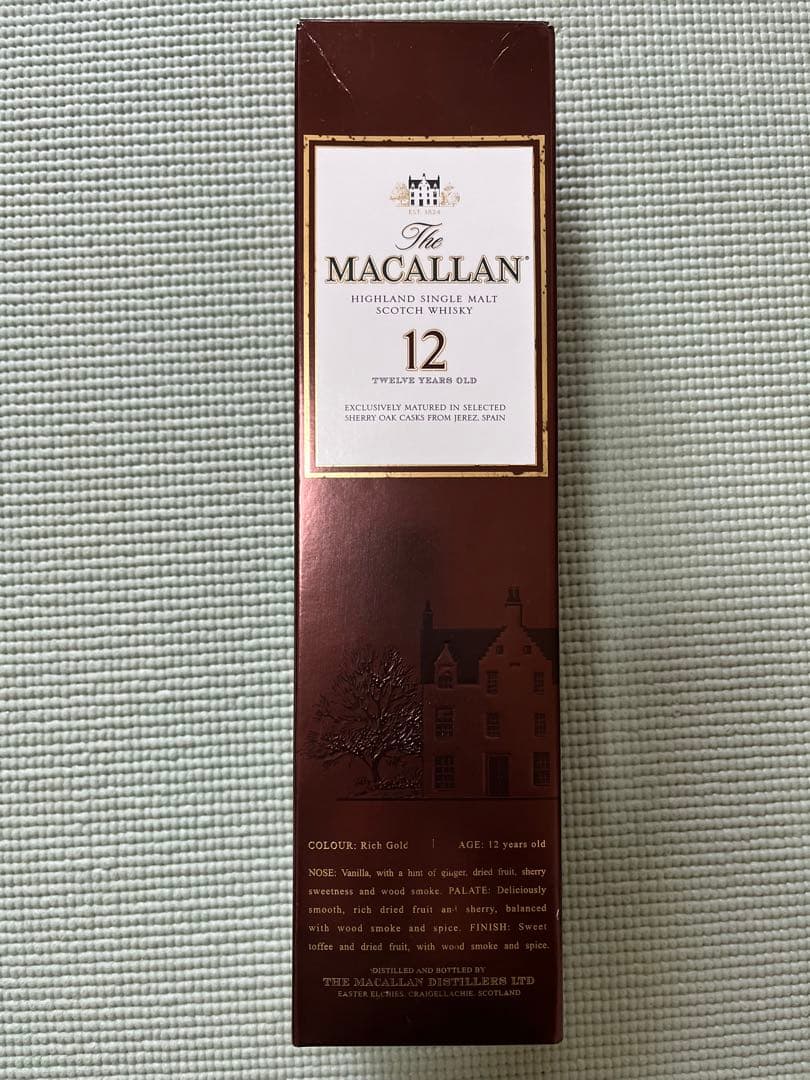 EST. 1824
The
MACALLAN®
HIGHLAND SINGLE MALT
SCOTCH WHISKY
12
TWELVE YEARS OLD
EXCLUSIVELY MATURED IN SELECTED
SHERRY OAK CASKS FROM JEREZ, SPAIN
COLOUR: Rich Gold | AGE: 12 years old
NOSE: Vanilla, with a hint of ginger, dried fruit, sherry
sweetness and wood smoke. PALATE: Deliciously
smooth, rich dried fruit and sherry, balanced
with wood smoke and spice. FINISH: Sweet
toffee and dried fruit, with wood smoke and spice.
DISTILLED AND BOTTLED BY
THE MACALLAN DISTILLERS LTD
EASTER ELCHIES, CRAIGELLACHIE, SCOTLAND